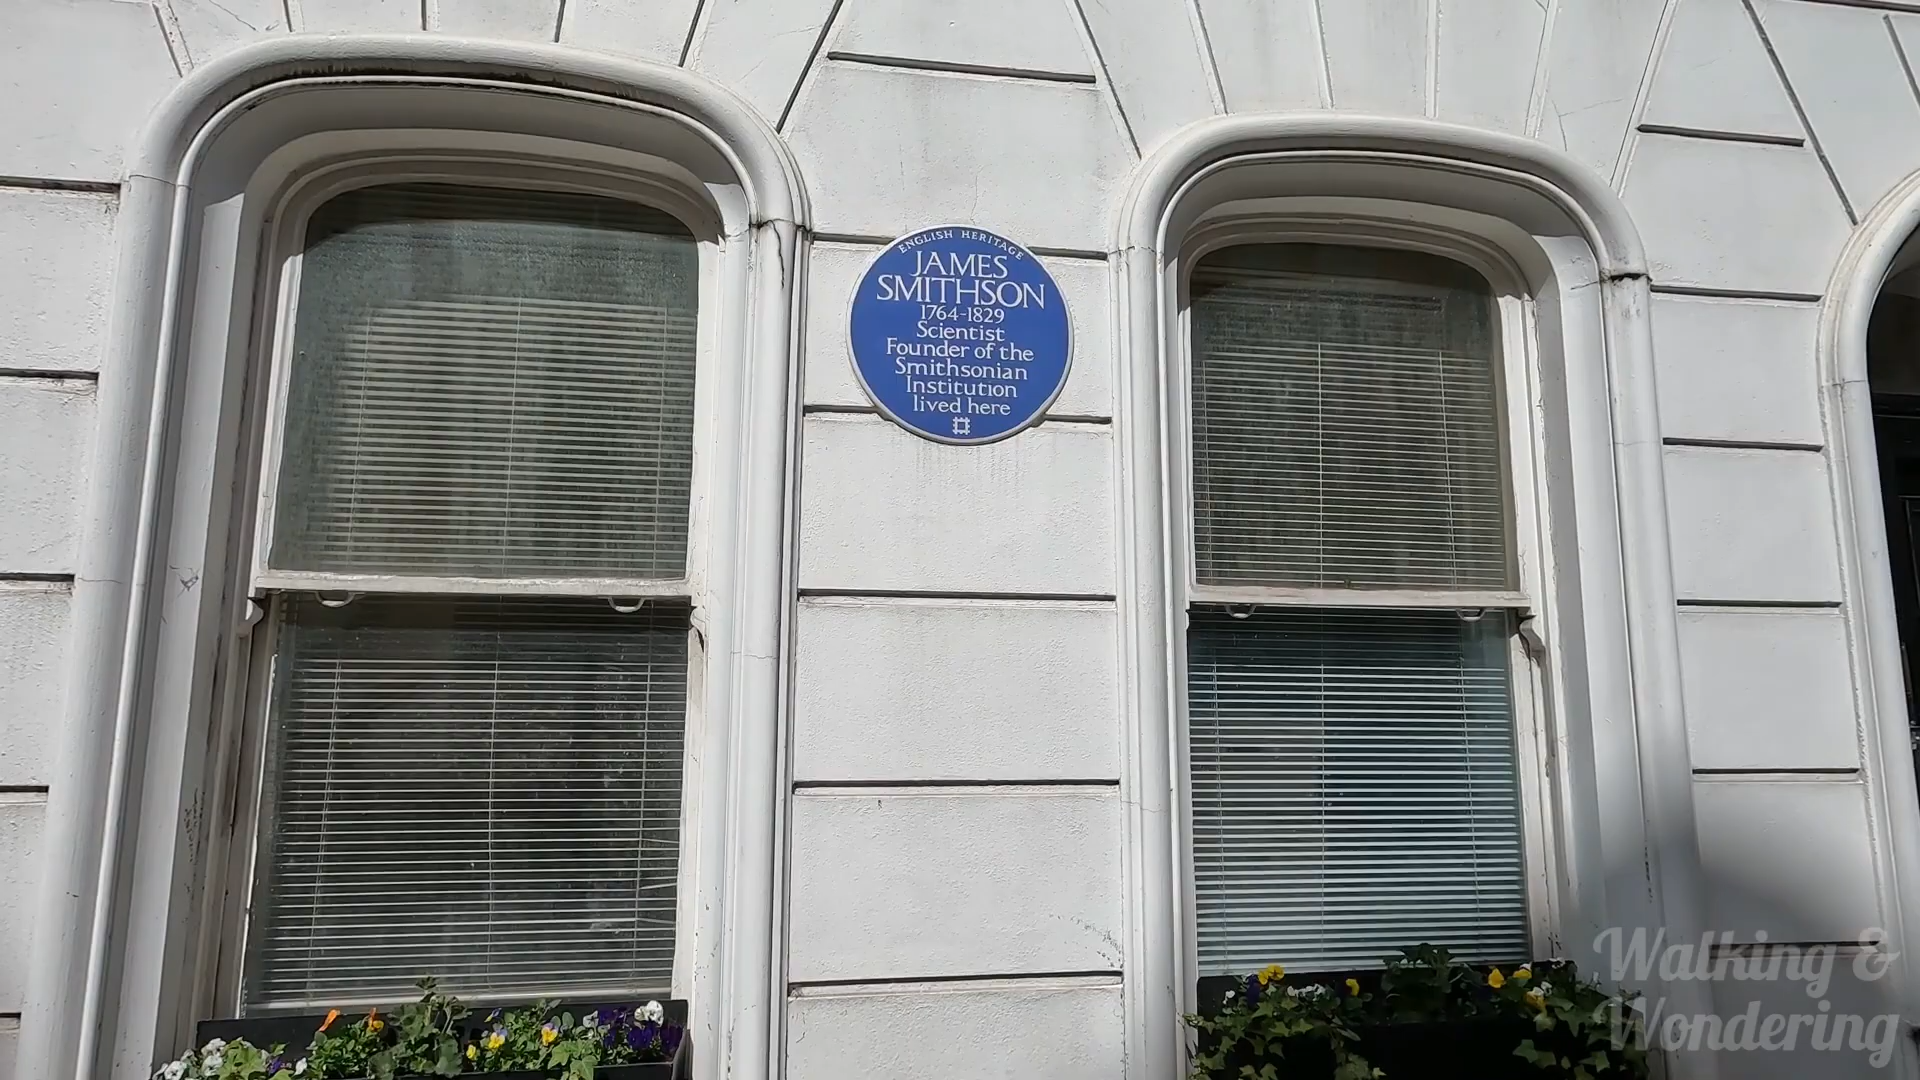 ENGLISH HERITAGE
JAMES
SMITHSON
1764-1829
Scientist
Founder of the
Smithsonian
Institution
lived here
Walking &
Wondering